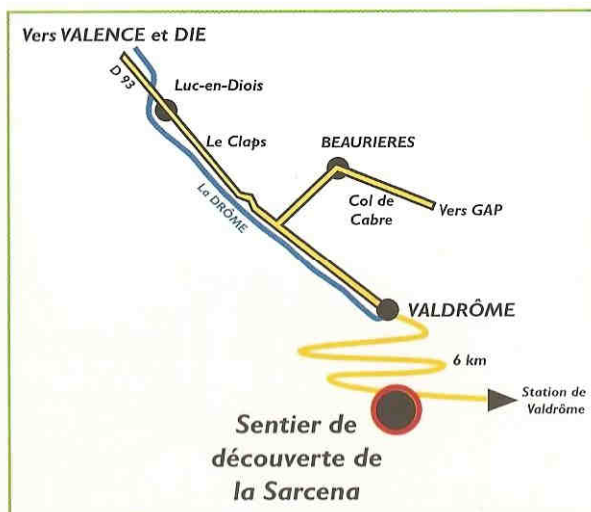 Vers VALENCE et DIE
D 93
Luc-en-Diois
Le Claps
BEAURIERES
La DRÔME
Col de
Cabre
Vers GAP
VALDRÔME
6 km
Station de
Valdrôme
Sentier de
découverte de
la Sarcena